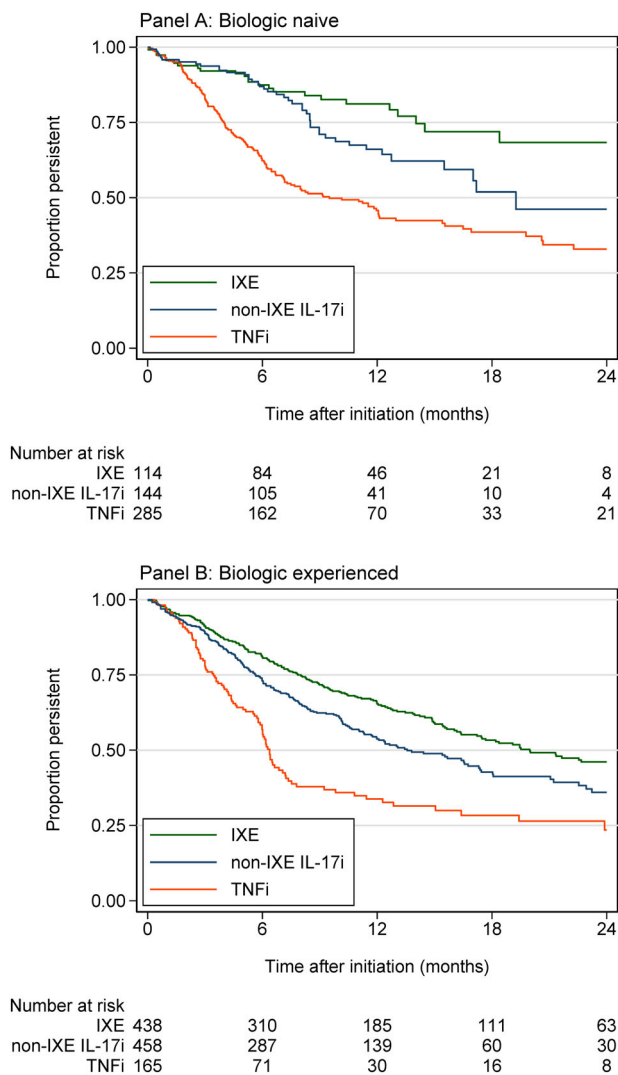 Panel A: Biologic naive
1.00
0.75
0.50
0.25
0.00
Proportion persistent
IXE
non-IXE IL-17i
TNFi
0 6 12 18 24
Time after initiation (months)
Number at risk
IXE 114 84 46 21 8
non-IXE IL-17i 144 105 41 10 4
TNFi 285 162 70 33 21
Panel B: Biologic experienced
1.00
0.75
0.50
0.25
0.00
Proportion persistent
IXE
non-IXE IL-17i
TNFi
0 6 12 18 24
Time after initiation (months)
Number at risk
IXE 438 310 185 111 63
non-IXE IL-17i 458 287 139 60 30
TNFi 165 71 30 16 8